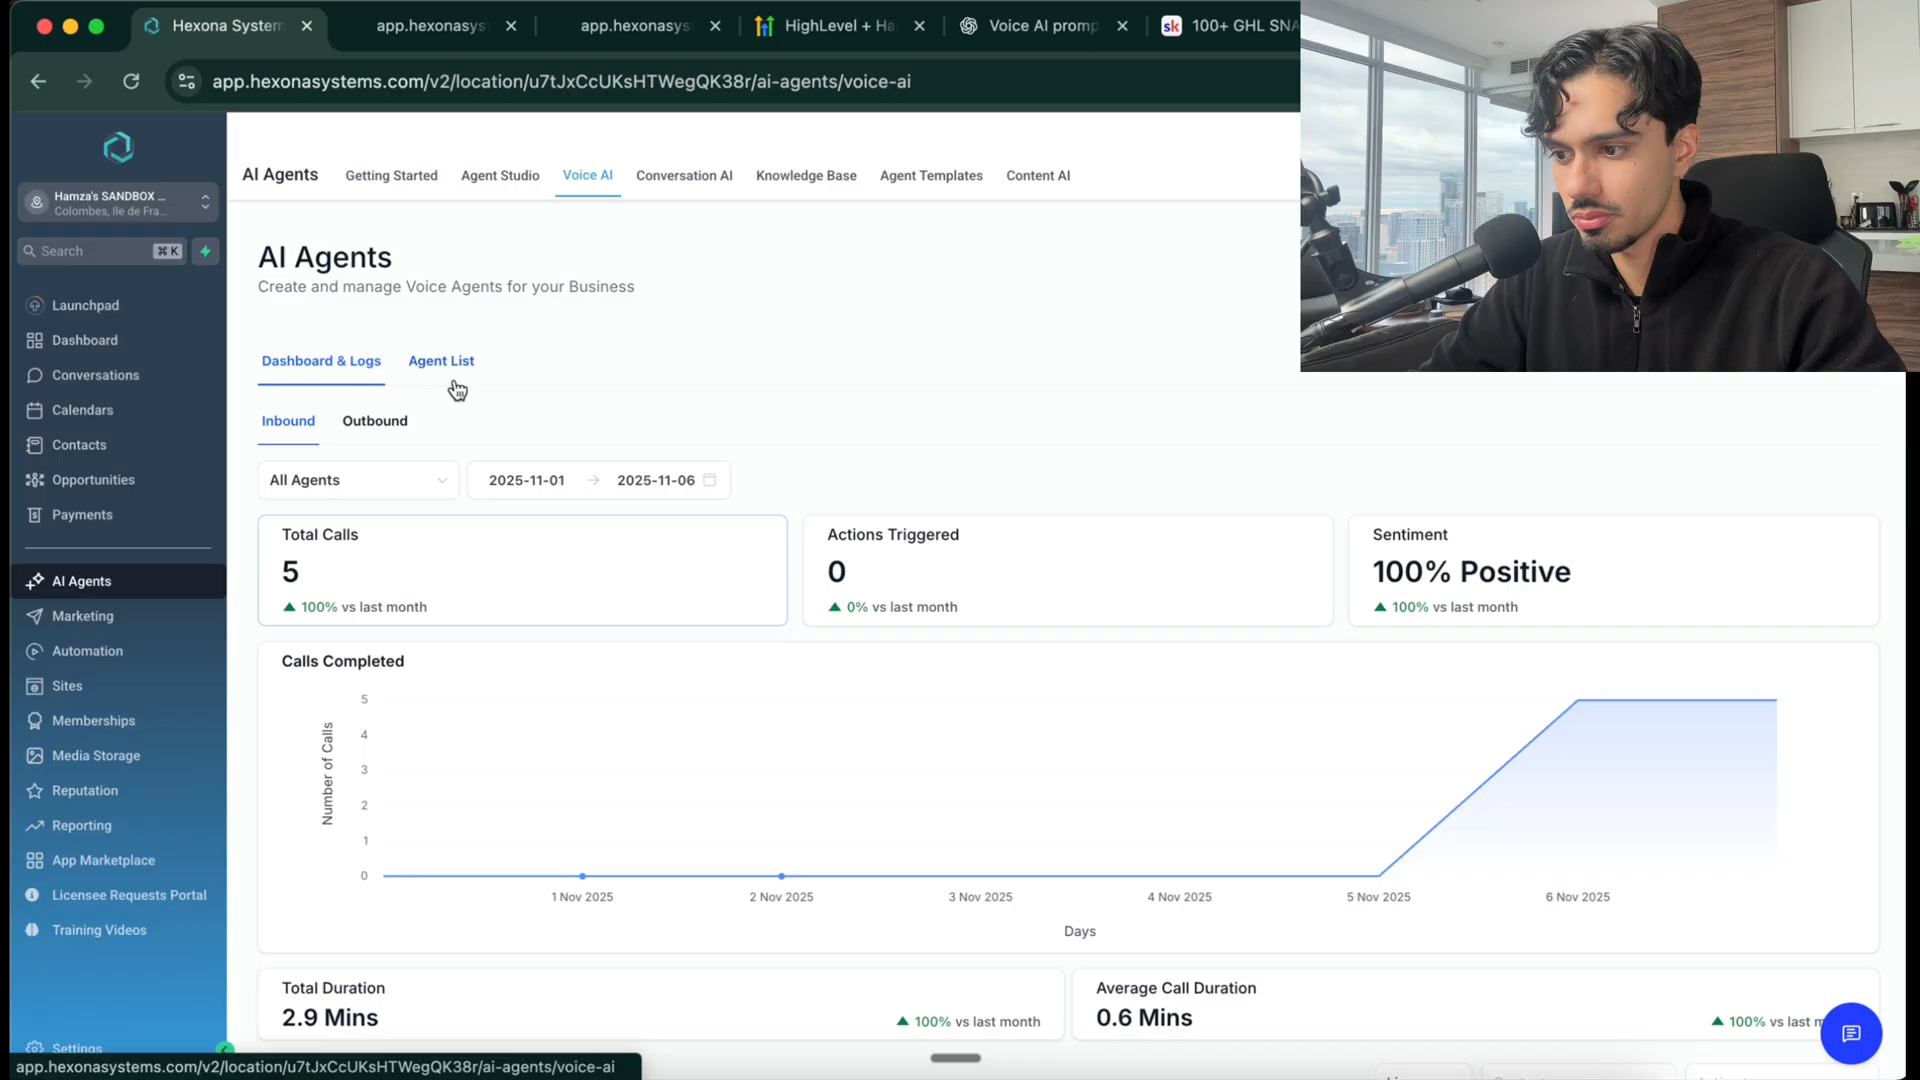 Hexona System
app.hexonasys
app.hexonasys
HighLevel + Ha
Voice AI promp
sk 100+ GHL SNA
app.hexonasystems.com/v2/location/u7tJxCcUKsHTWegQK38r/ai-agents/voice-ai
Hamza's SANDBOX ...
Colombes, Ile de Fra...
Search ⌘ K
Launchpad
Dashboard
Conversations
Calendars
Contacts
Opportunities
Payments
AI Agents
Marketing
Automation
Sites
Memberships
Media Storage
Reputation
Reporting
App Marketplace
Licensee Requests Portal
Training Videos
Settings
AI Agents Getting Started Agent Studio Voice AI Conversation AI Knowledge Base Agent Templates Content AI
AI Agents
Create and manage Voice Agents for your Business
Dashboard & Logs Agent List
Inbound Outbound
All Agents 2025-11-01 → 2025-11-06
Total Calls
5
100% vs last month
Actions Triggered
0
0% vs last month
Sentiment
100% Positive
100% vs last month
Calls Completed
Number of Calls
5
4
3
2
1
0
1 Nov 2025 2 Nov 2025 3 Nov 2025 4 Nov 2025 5 Nov 2025 6 Nov 2025
Days
Total Duration
2.9 Mins
100% vs last month
Average Call Duration
0.6 Mins
100% vs last m
app.hexonasystems.com/v2/location/u7tJxCcUKsHTWegQK38r/ai-agents/voice-ai